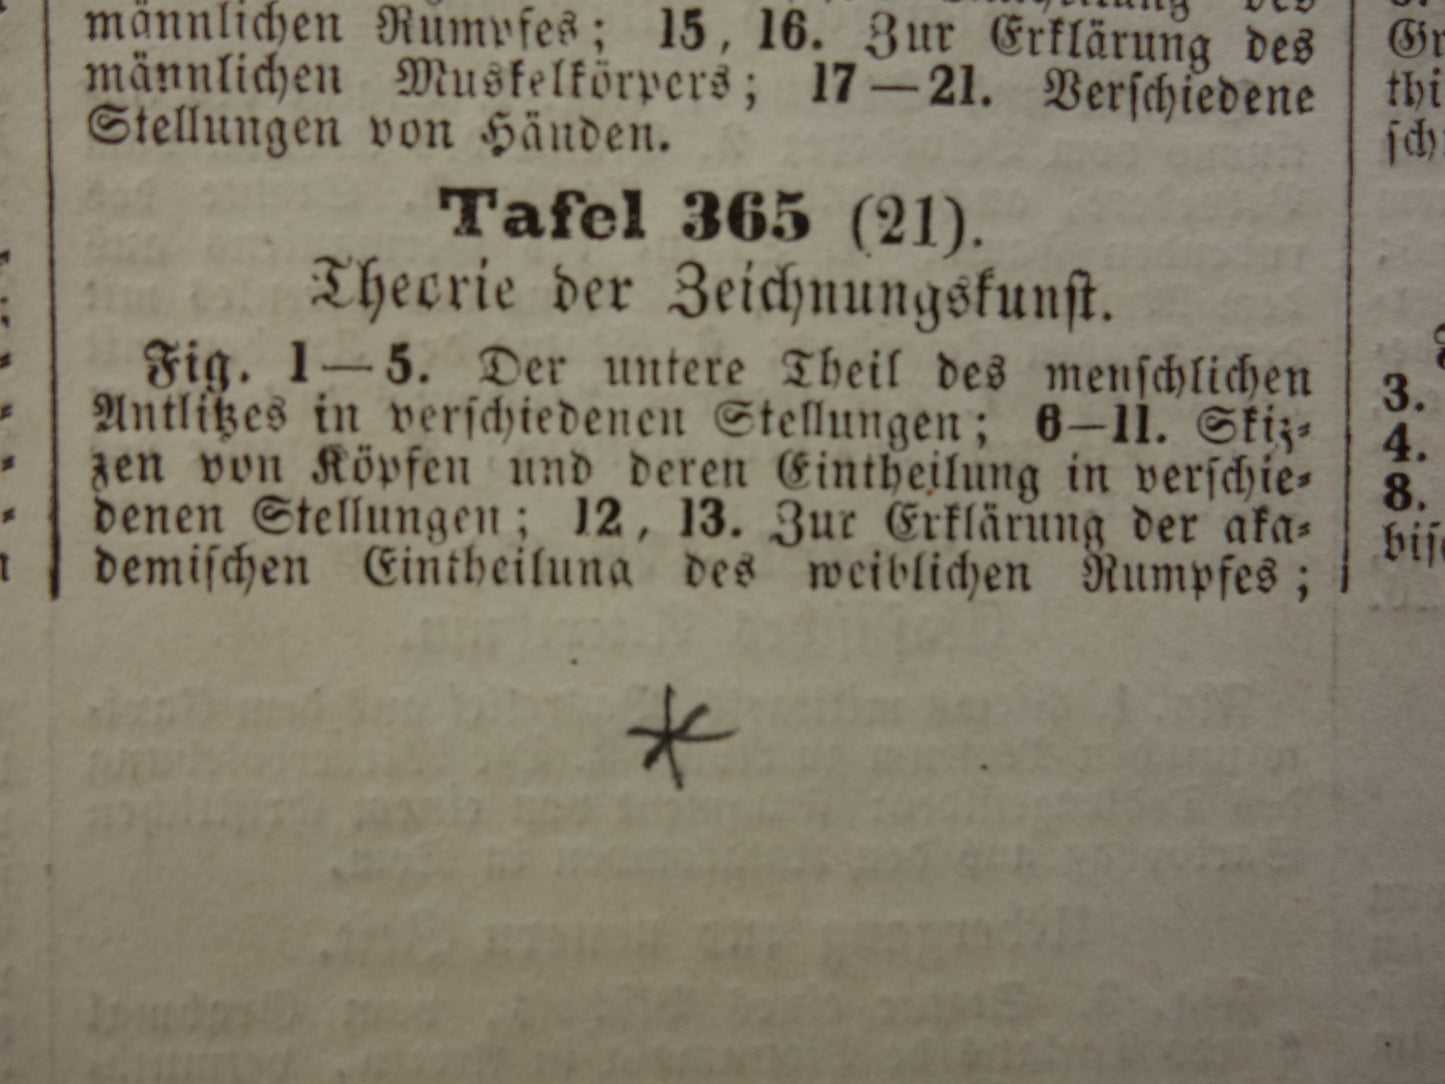 männlichen Rumpfes; 15, 16. Zur Erklärung des
männlichen Muskelkörpers; 17—21. Verschiedene
Stellungen von Händen.
Tafel 365 (21).
Theorie der Zeichnungskunst.
Fig. 1—5. Der untere Theil des menschlichen
Antlitzes in verschiedenen Stellungen; 6—11. Skiz-
zen von Köpfen und deren Eintheilung in verschie-
denen Stellungen; 12, 13. Zur Erklärung der aka-
demischen Eintheilung des weiblichen Rumpfes;
3.
4.
8.